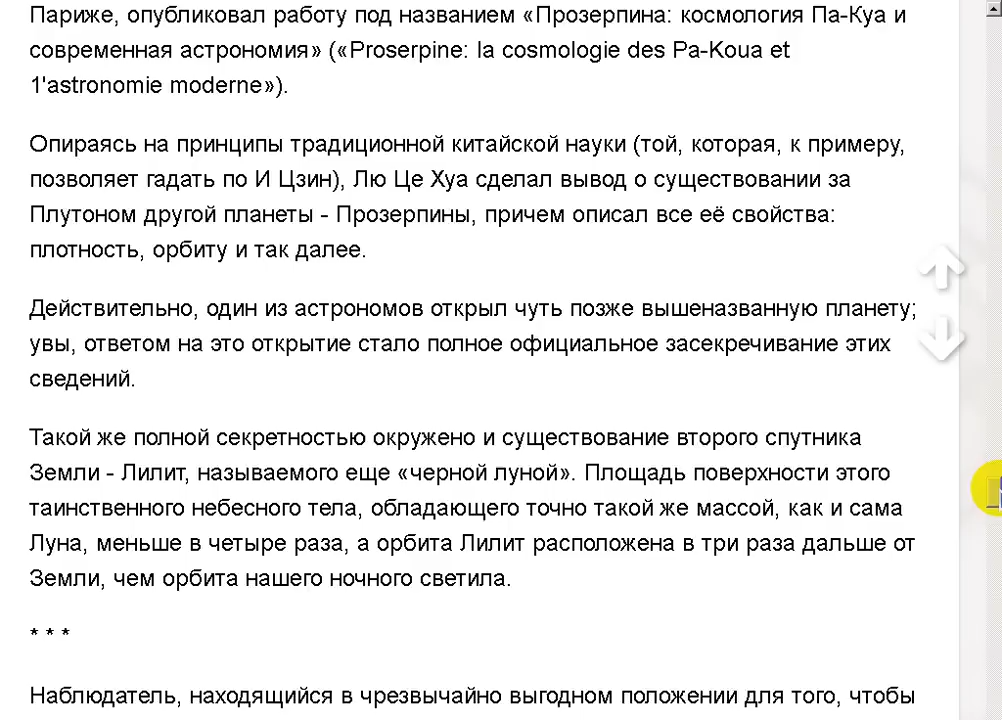 Париже, опубликовал работу под названием «Прозерпина: космология Па-Куа и
современная астрономия» («Proserpine: la cosmologie des Pa-Koua et
1'astronomie moderne»).
Опираясь на принципы традиционной китайской науки (той, которая, к примеру,
позволяет гадать по И Цзин), Лю Це Хуа сделал вывод о существовании за
Плутоном другой планеты - Прозерпины, причем описал все её свойства:
плотность, орбиту и так далее.
Действительно, один из астрономов открыл чуть позже вышеназванную планету;
увы, ответом на это открытие стало полное официальное засекречивание этих
сведений.
Такой же полной секретностью окружено и существование второго спутника
Земли - Лилит, называемого еще «черной луной». Площадь поверхности этого
таинственного небесного тела, обладающего точно такой же массой, как и сама
Луна, меньше в четыре раза, а орбита Лилит расположена в три раза дальше от
Земли, чем орбита нашего ночного светила.
* * *
Наблюдатель, находящийся в чрезвычайно выгодном положении для того, чтобы